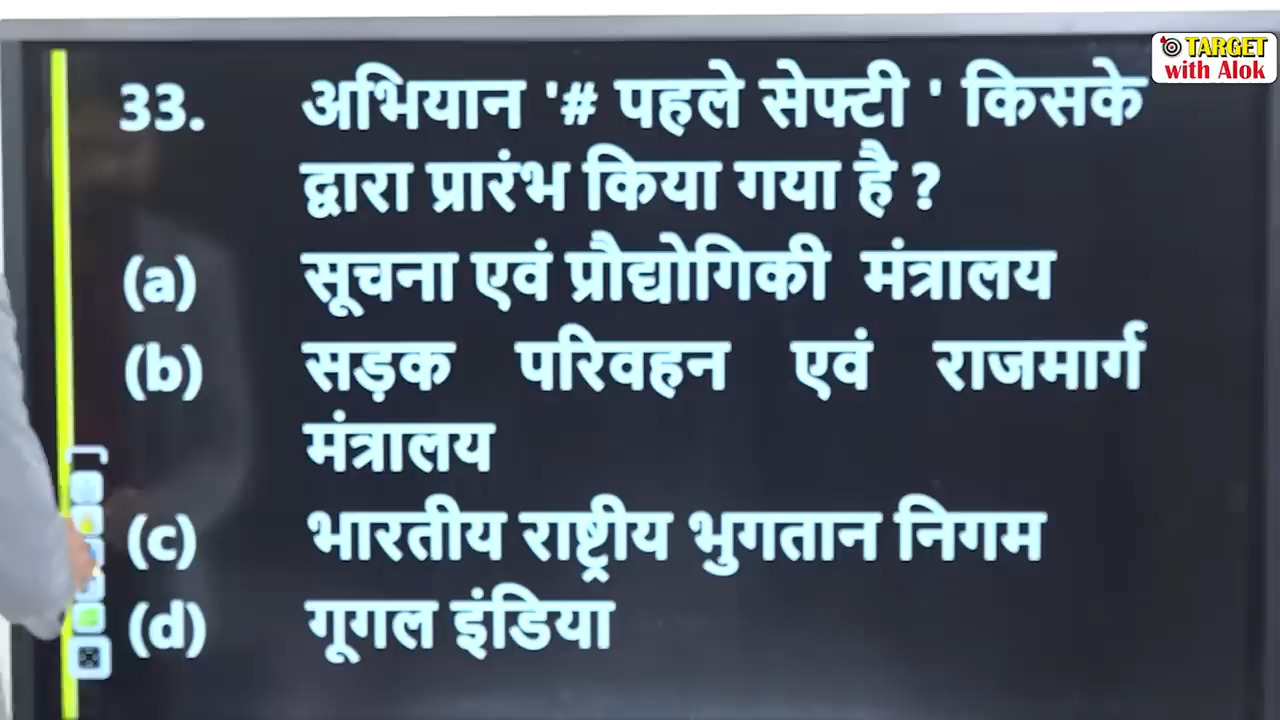 TARGET
with Alok
33. अभियान '# पहले सेफ्टी ' किसके
द्वारा प्रारंभ किया गया है ?
(a) सूचना एवं प्रौद्योगिकी मंत्रालय
(b) सड़क परिवहन एवं राजमार्ग
मंत्रालय
(c) भारतीय राष्ट्रीय भुगतान निगम
(d) गूगल इंडिया